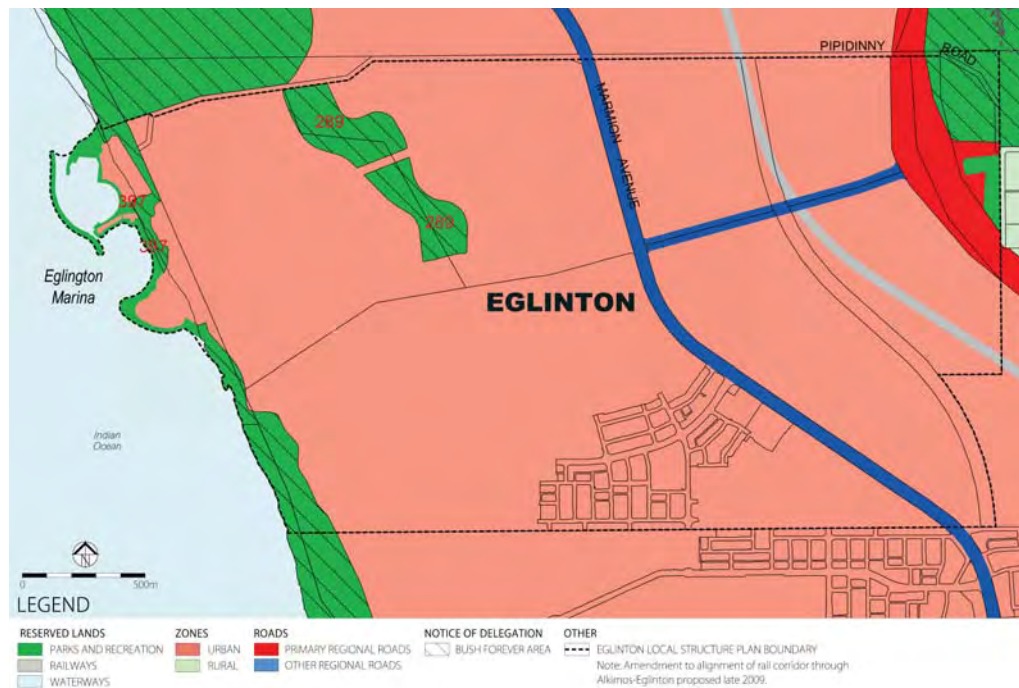 PIPIDINNY
ROAD
MARMION AVENUE
289
289
397
397
Eglington
Marina
EGLINTON
Indian
Ocean
N
0 500m
LEGEND
RESERVED LANDS
PARKS AND RECREATION
RAILWAYS
WATERWAYS
ZONES
URBAN
RURAL
ROADS
PRIMARY REGIONAL ROADS
OTHER REGIONAL ROADS
NOTICE OF DELEGATION
BUSH FOREVER AREA
OTHER
EGLINTON LOCAL STRUCTURE PLAN BOUNDARY
Note: Amendment to alignment of rail corridor through
Alkimos-Eglinton proposed late 2009.